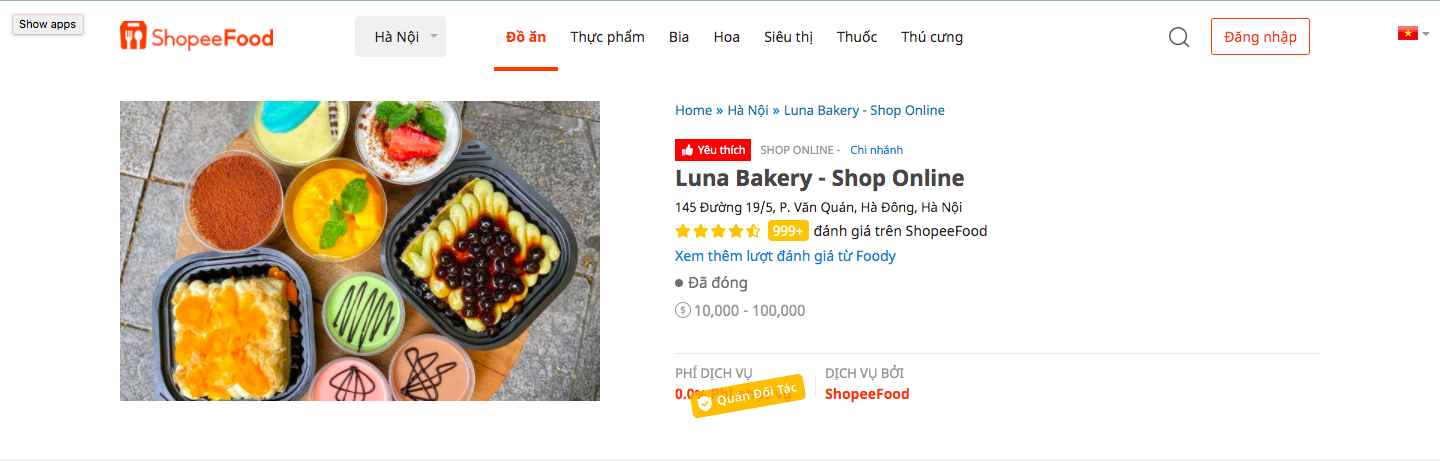 Show apps
ShopeeFood
Hà Nội
Đồ ăn Thực phẩm Bia Hoa Siêu thị Thuốc Thú cưng
Đăng nhập
Home » Hà Nội » Luna Bakery - Shop Online
Yêu thích SHOP ONLINE - Chi nhánh
Luna Bakery - Shop Online
145 Đường 19/5, P. Văn Quán, Hà Đông, Hà Nội
999+ đánh giá trên ShopeeFood
Xem thêm lượt đánh giá từ Foody
Đã đóng
10,000 - 100,000
PHÍ DỊCH VỤ DỊCH VỤ BỞI
0.0% ShopeeFood
Quán Đối Tác